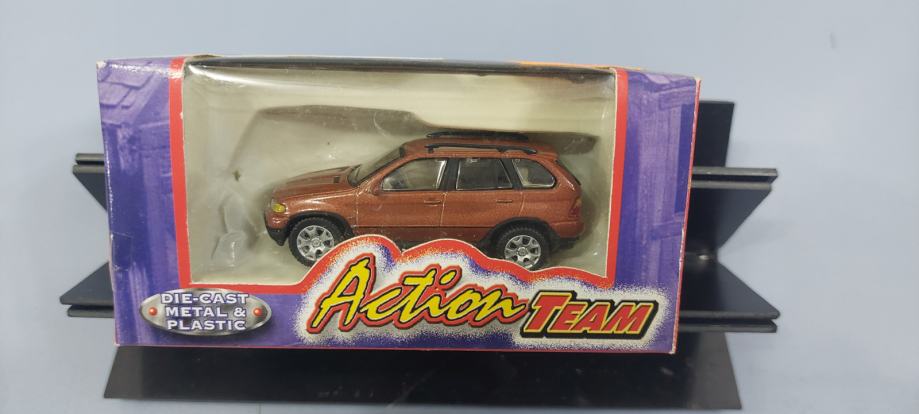 DIE-CAST
METAL &
PLASTIC
Action TEAM